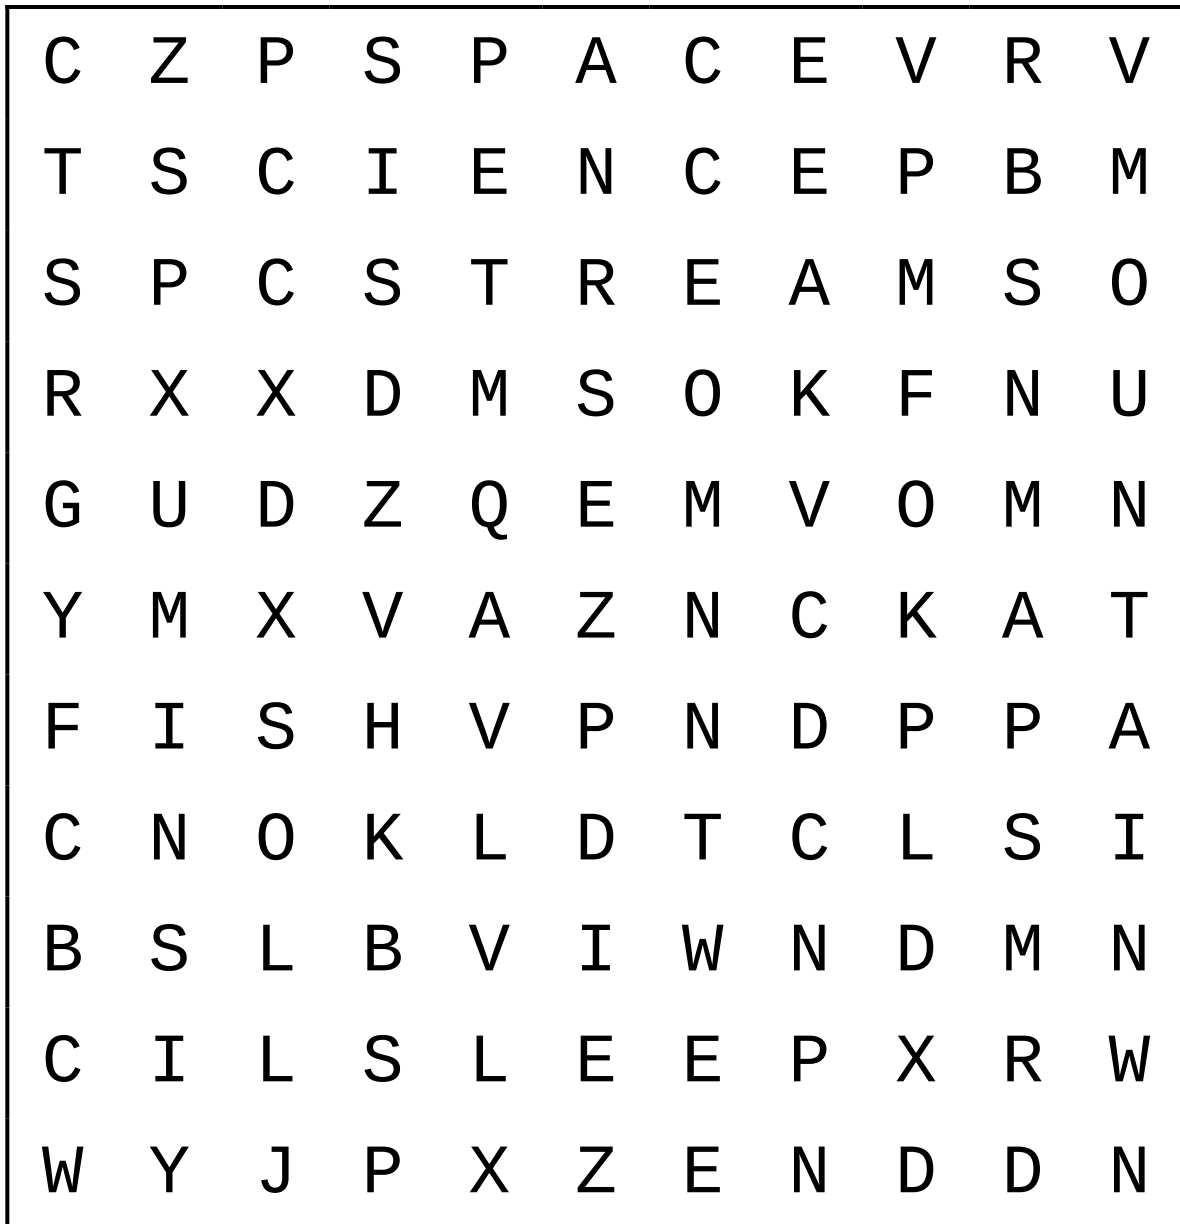 C Z P S P A C E V R V
T S C I E N C E P B M
S P C S T R E A M S O
R X X D M S O K F N U
G U D Z Q E M V O M N
Y M X V A Z N C K A T
F I S H V P N D P P A
C N O K L D T C L S I
B S L B V I W N D M N
C I L S L E E P X R W
W Y J P X Z E N D D N